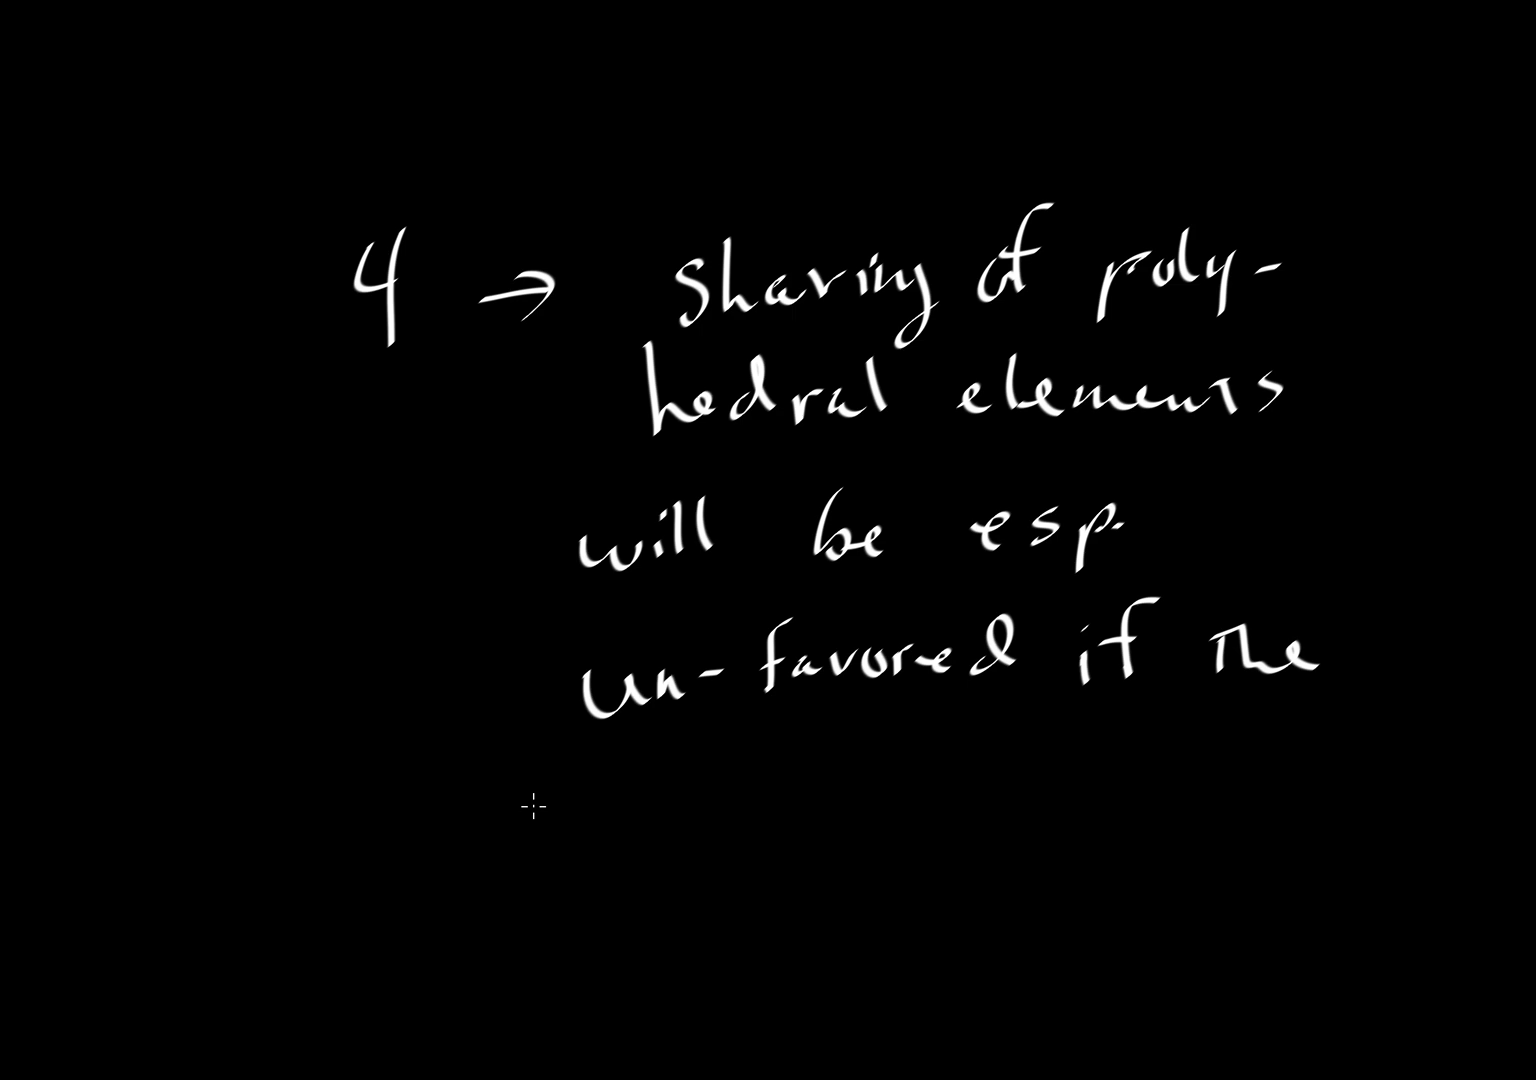 4 → Sharing of poly-
hedral elements
will be esp.
un-favored if the